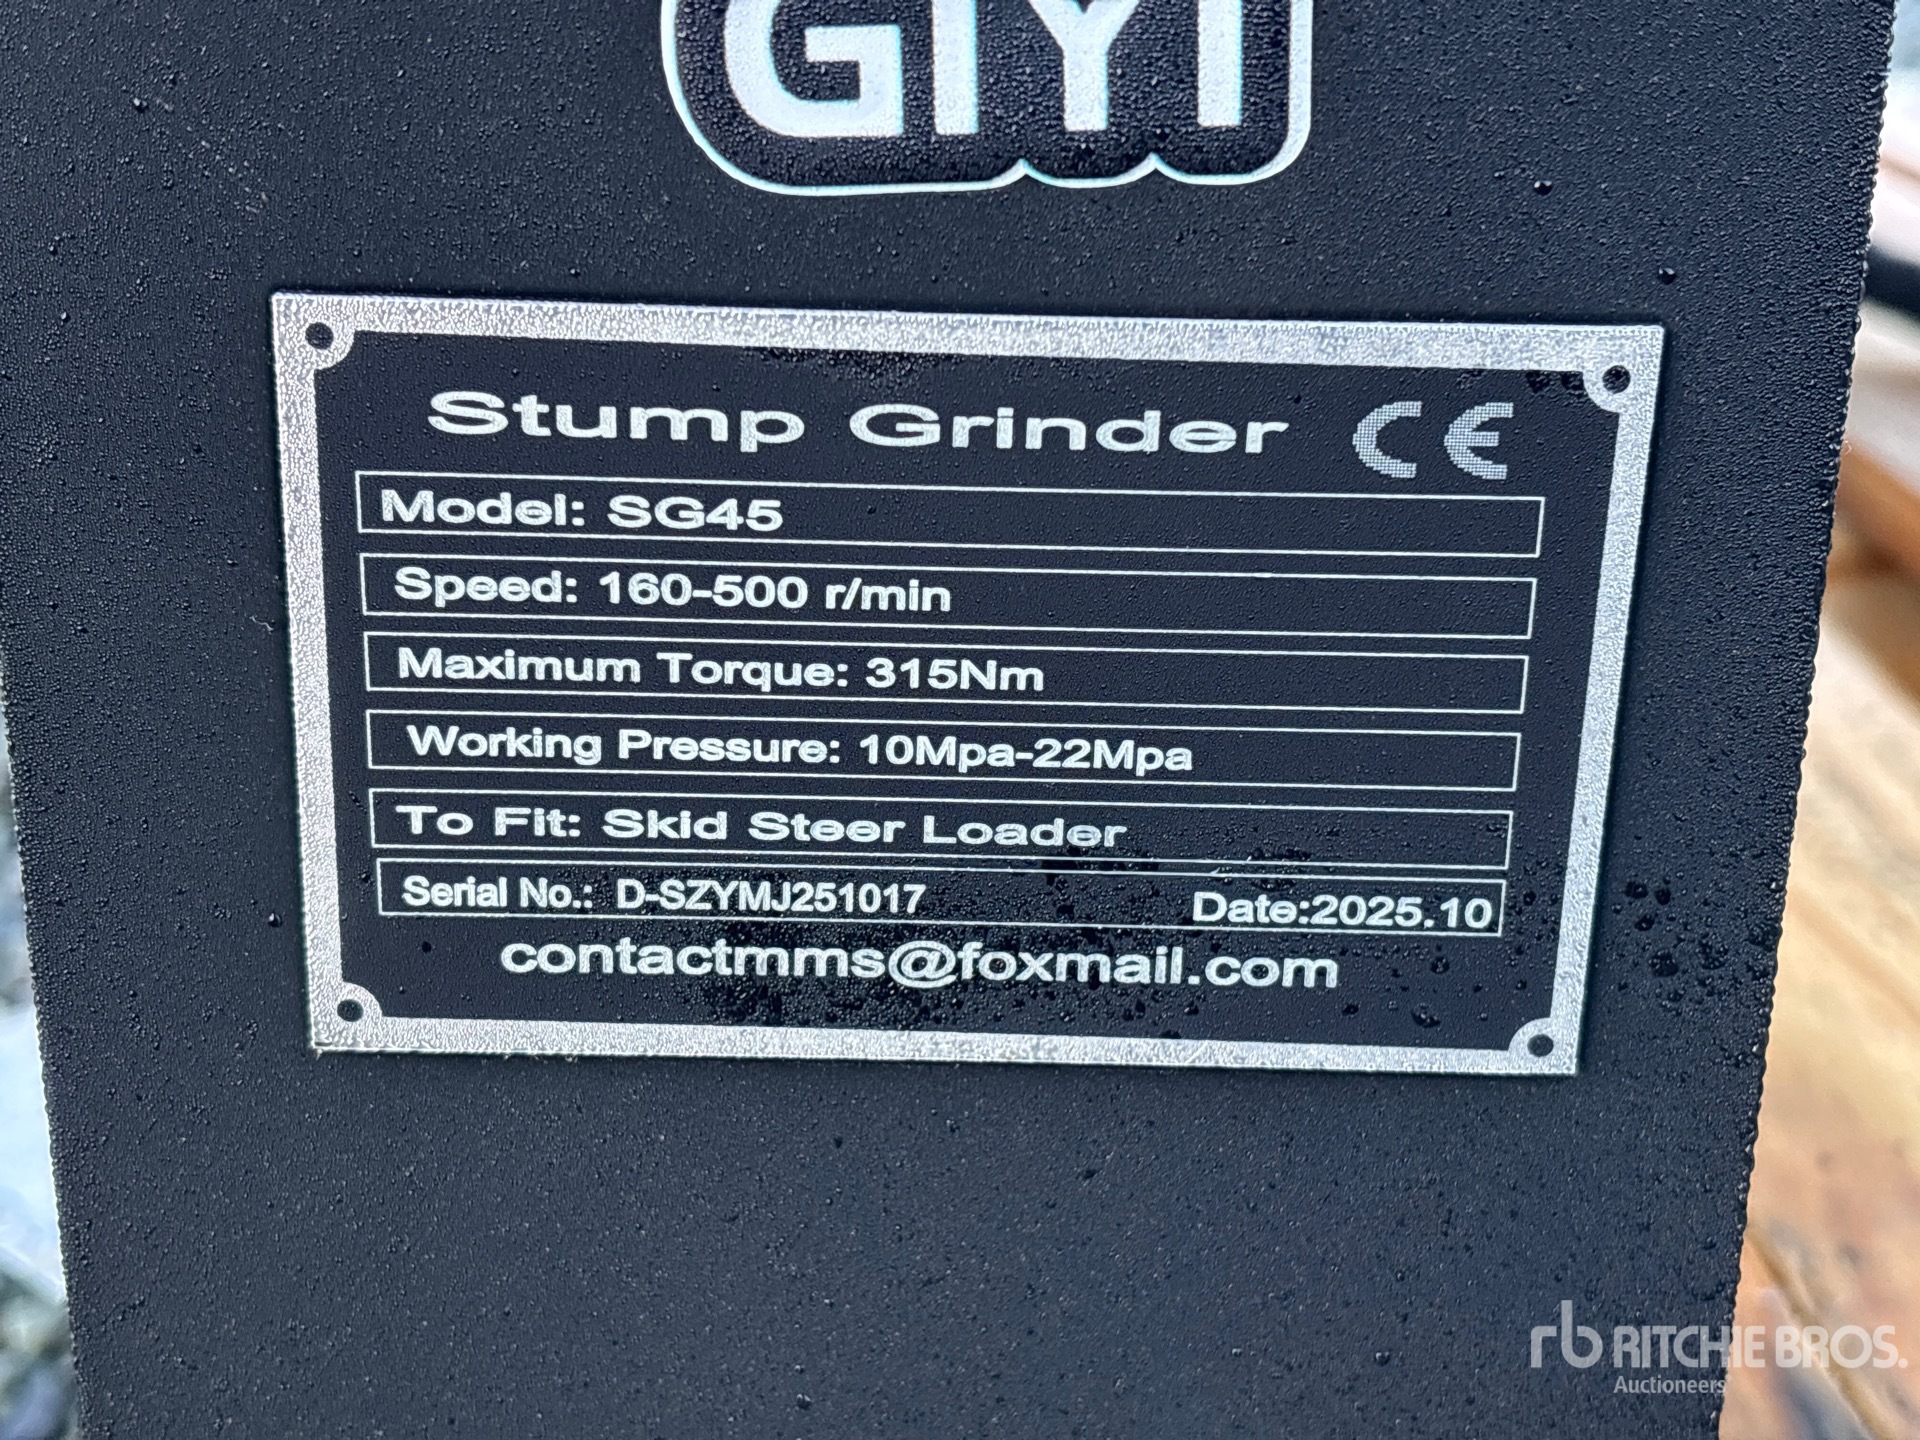 GIYI
Stump Grinder CE
Model: SG45
Speed: 160-500 r/min
Maximum Torque: 315Nm
Working Pressure: 10Mpa-22Mpa
To Fit: Skid Steer Loader
Serial No.: D-SZYMJ251017 Date:2025.10
contactmms@foxmail.com
rb RITCHIE BROS.
Auctioneers